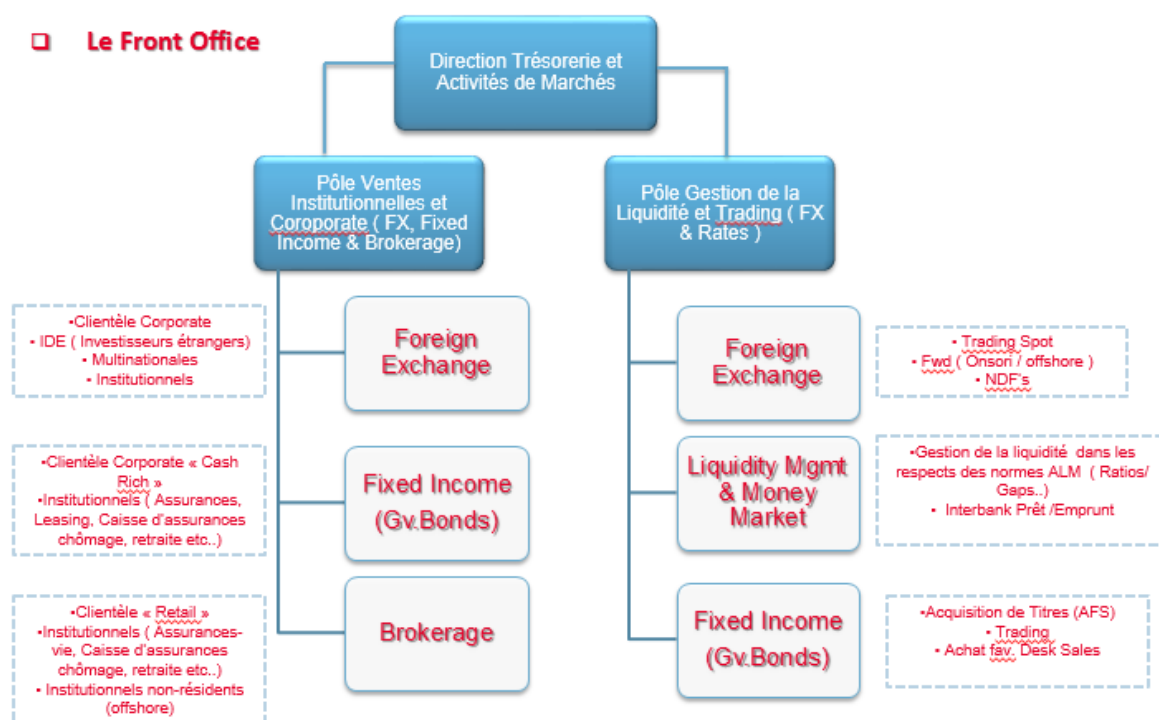 ❑ Le Front Office
Direction Trésorerie et
Activités de Marchés
Pôle Ventes
Institutionnelles et
Coroporate ( FX, Fixed
Income & Brokerage)
Pôle Gestion de la
Liquidité et Trading ( FX
& Rates )
▪Clientèle Corporate
▪ IDE ( Investisseurs étrangers)
▪ Multinationales
▪ Institutionnels
Foreign
Exchange
▪Clientèle Corporate « Cash
Rich »
▪Institutionnels ( Assurances,
Leasing, Caisse d'assurances
chômage, retraite etc..)
Fixed Income
(Gv.Bonds)
▪Clientèle « Retail »
▪Institutionnels ( Assurances-
vie, Caisse d'assurances
chômage, retraite etc..)
▪ Institutionnels non-résidents
(offshore)
Brokerage
Foreign
Exchange
▪ Trading Spot
▪ Fwd ( Onsori / offshore )
▪ NDF's
Liquidity Mgmt
& Money
Market
▪Gestion de la liquidité dans les
respects des normes ALM ( Ratios/
Gaps..)
▪ Interbank Prêt /Emprunt
Fixed Income
(Gv.Bonds)
▪Acquisition de Titres (AFS)
▪ Trading
▪ Achat fav. Desk Sales